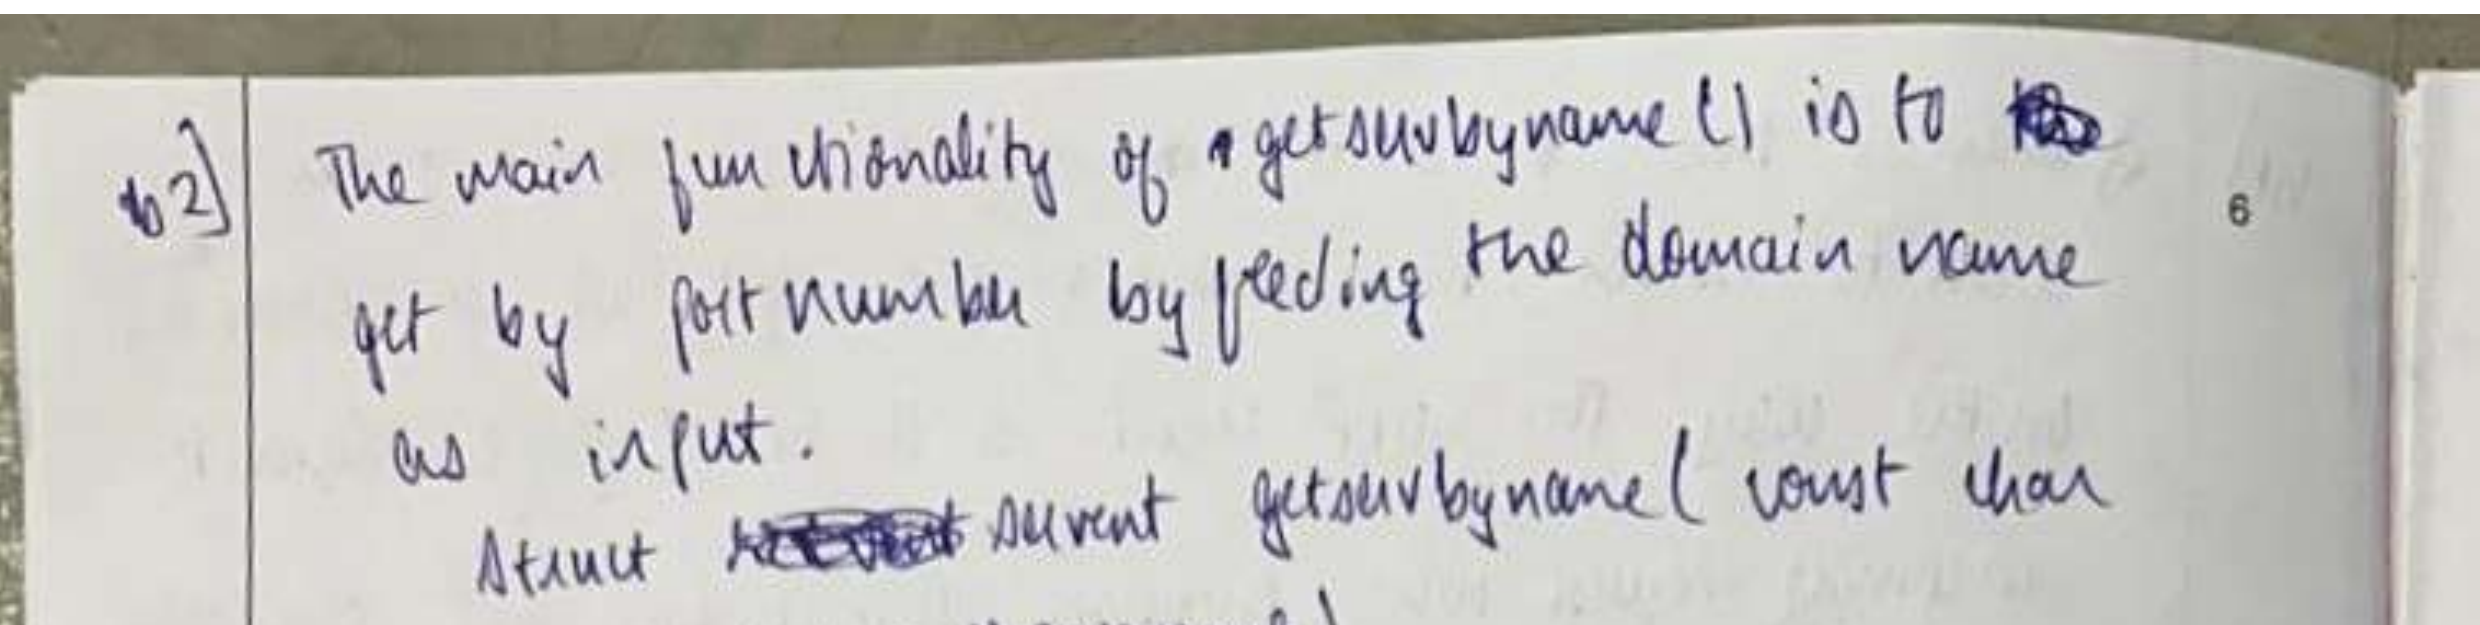 b2]
The main functionality of getservbyname() is to
6
get by port number by feeding the domain name
as input.
struct servent getservbyname( const char